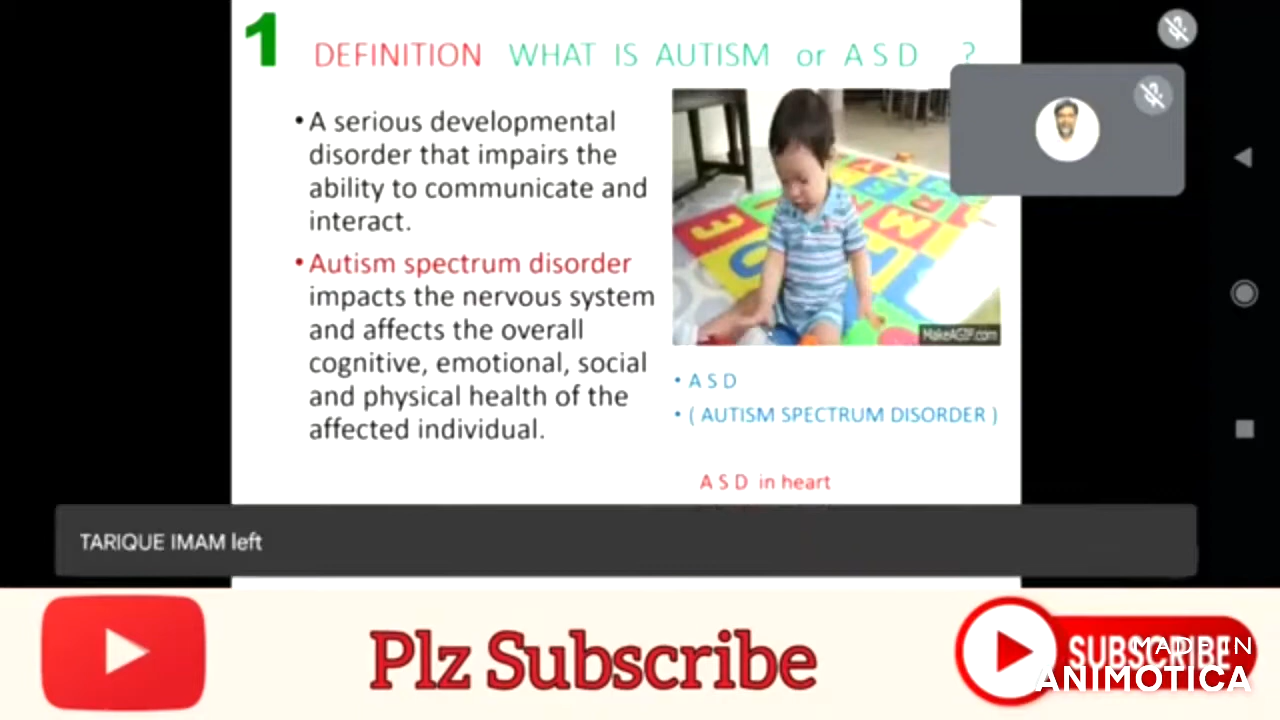 1
DEFINITION WHAT IS AUTISM or A S D ?
• A serious developmental
disorder that impairs the
ability to communicate and
interact.
• Autism spectrum disorder
impacts the nervous system
and affects the overall
cognitive, emotional, social
and physical health of the
affected individual.
MakeAGIF.com
• A S D
• ( AUTISM SPECTRUM DISORDER )
A S D in heart
TARIQUE IMAM left
Plz Subscribe
SUBSCRIBE
MADE IN
ANIMOTICA